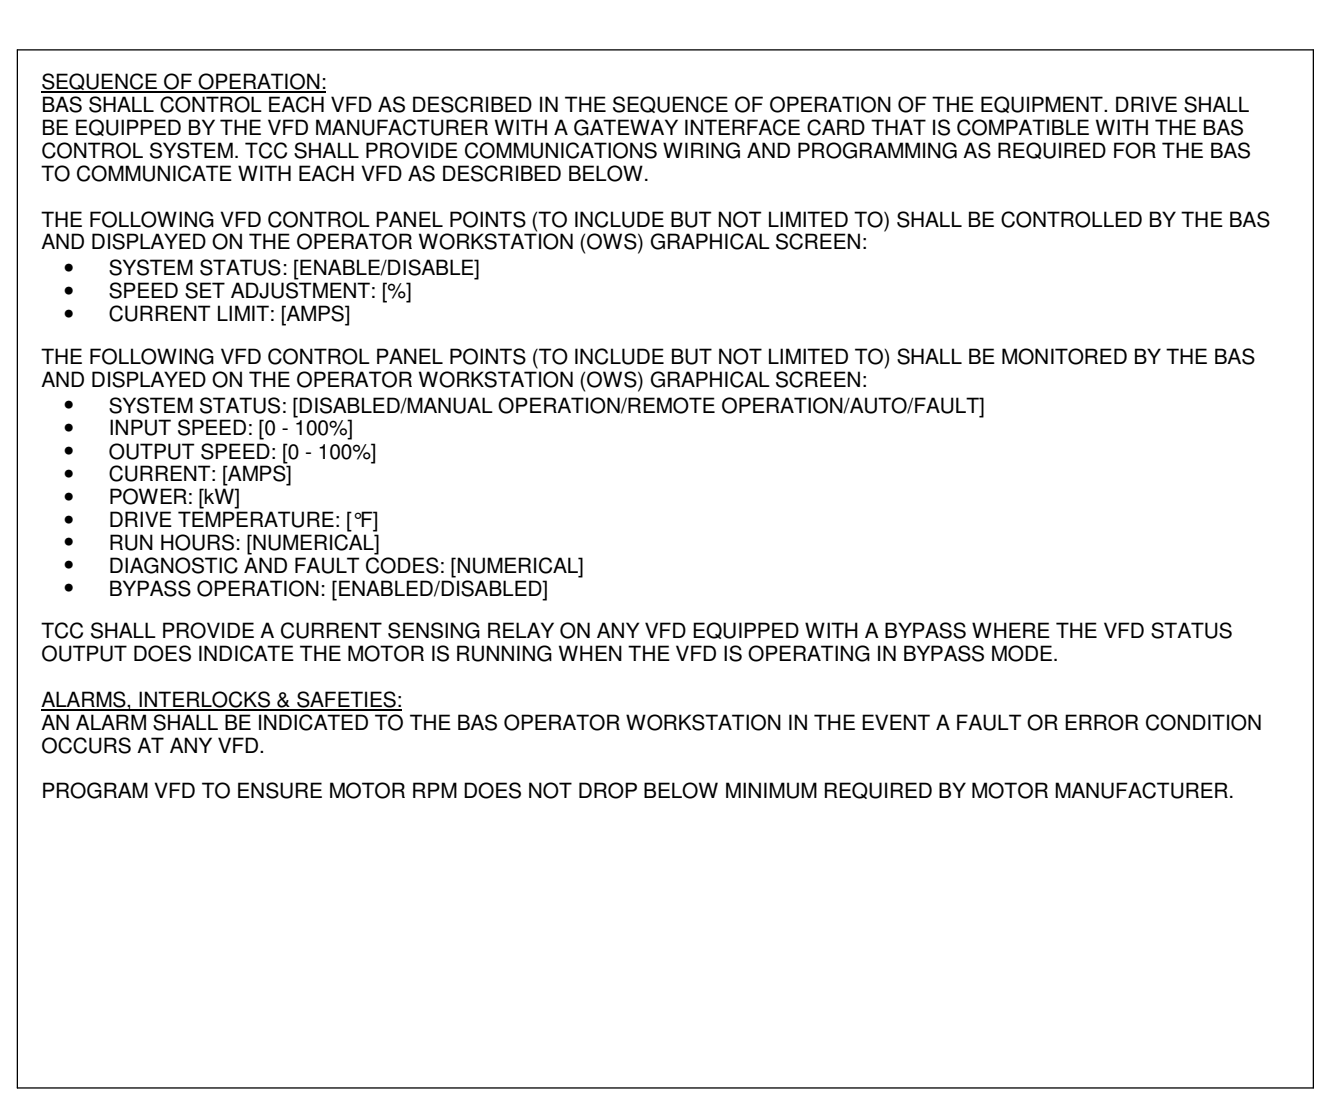 SEQUENCE OF OPERATION:
BAS SHALL CONTROL EACH VFD AS DESCRIBED IN THE SEQUENCE OF OPERATION OF THE EQUIPMENT. DRIVE SHALL
BE EQUIPPED BY THE VFD MANUFACTURER WITH A GATEWAY INTERFACE CARD THAT IS COMPATIBLE WITH THE BAS
CONTROL SYSTEM. TCC SHALL PROVIDE COMMUNICATIONS WIRING AND PROGRAMMING AS REQUIRED FOR THE BAS
TO COMMUNICATE WITH EACH VFD AS DESCRIBED BELOW.
THE FOLLOWING VFD CONTROL PANEL POINTS (TO INCLUDE BUT NOT LIMITED TO) SHALL BE CONTROLLED BY THE BAS
AND DISPLAYED ON THE OPERATOR WORKSTATION (OWS) GRAPHICAL SCREEN:
• SYSTEM STATUS: [ENABLE/DISABLE]
• SPEED SET ADJUSTMENT: [%]
• CURRENT LIMIT: [AMPS]
THE FOLLOWING VFD CONTROL PANEL POINTS (TO INCLUDE BUT NOT LIMITED TO) SHALL BE MONITORED BY THE BAS
AND DISPLAYED ON THE OPERATOR WORKSTATION (OWS) GRAPHICAL SCREEN:
• SYSTEM STATUS: [DISABLED/MANUAL OPERATION/REMOTE OPERATION/AUTO/FAULT]
• INPUT SPEED: [0 - 100%]
• OUTPUT SPEED: [0 - 100%]
• CURRENT: [AMPS]
• POWER: [kW]
• DRIVE TEMPERATURE: [°F]
• RUN HOURS: [NUMERICAL]
• DIAGNOSTIC AND FAULT CODES: [NUMERICAL]
• BYPASS OPERATION: [ENABLED/DISABLED]
TCC SHALL PROVIDE A CURRENT SENSING RELAY ON ANY VFD EQUIPPED WITH A BYPASS WHERE THE VFD STATUS
OUTPUT DOES INDICATE THE MOTOR IS RUNNING WHEN THE VFD IS OPERATING IN BYPASS MODE.
ALARMS, INTERLOCKS & SAFETIES:
AN ALARM SHALL BE INDICATED TO THE BAS OPERATOR WORKSTATION IN THE EVENT A FAULT OR ERROR CONDITION
OCCURS AT ANY VFD.
PROGRAM VFD TO ENSURE MOTOR RPM DOES NOT DROP BELOW MINIMUM REQUIRED BY MOTOR MANUFACTURER.